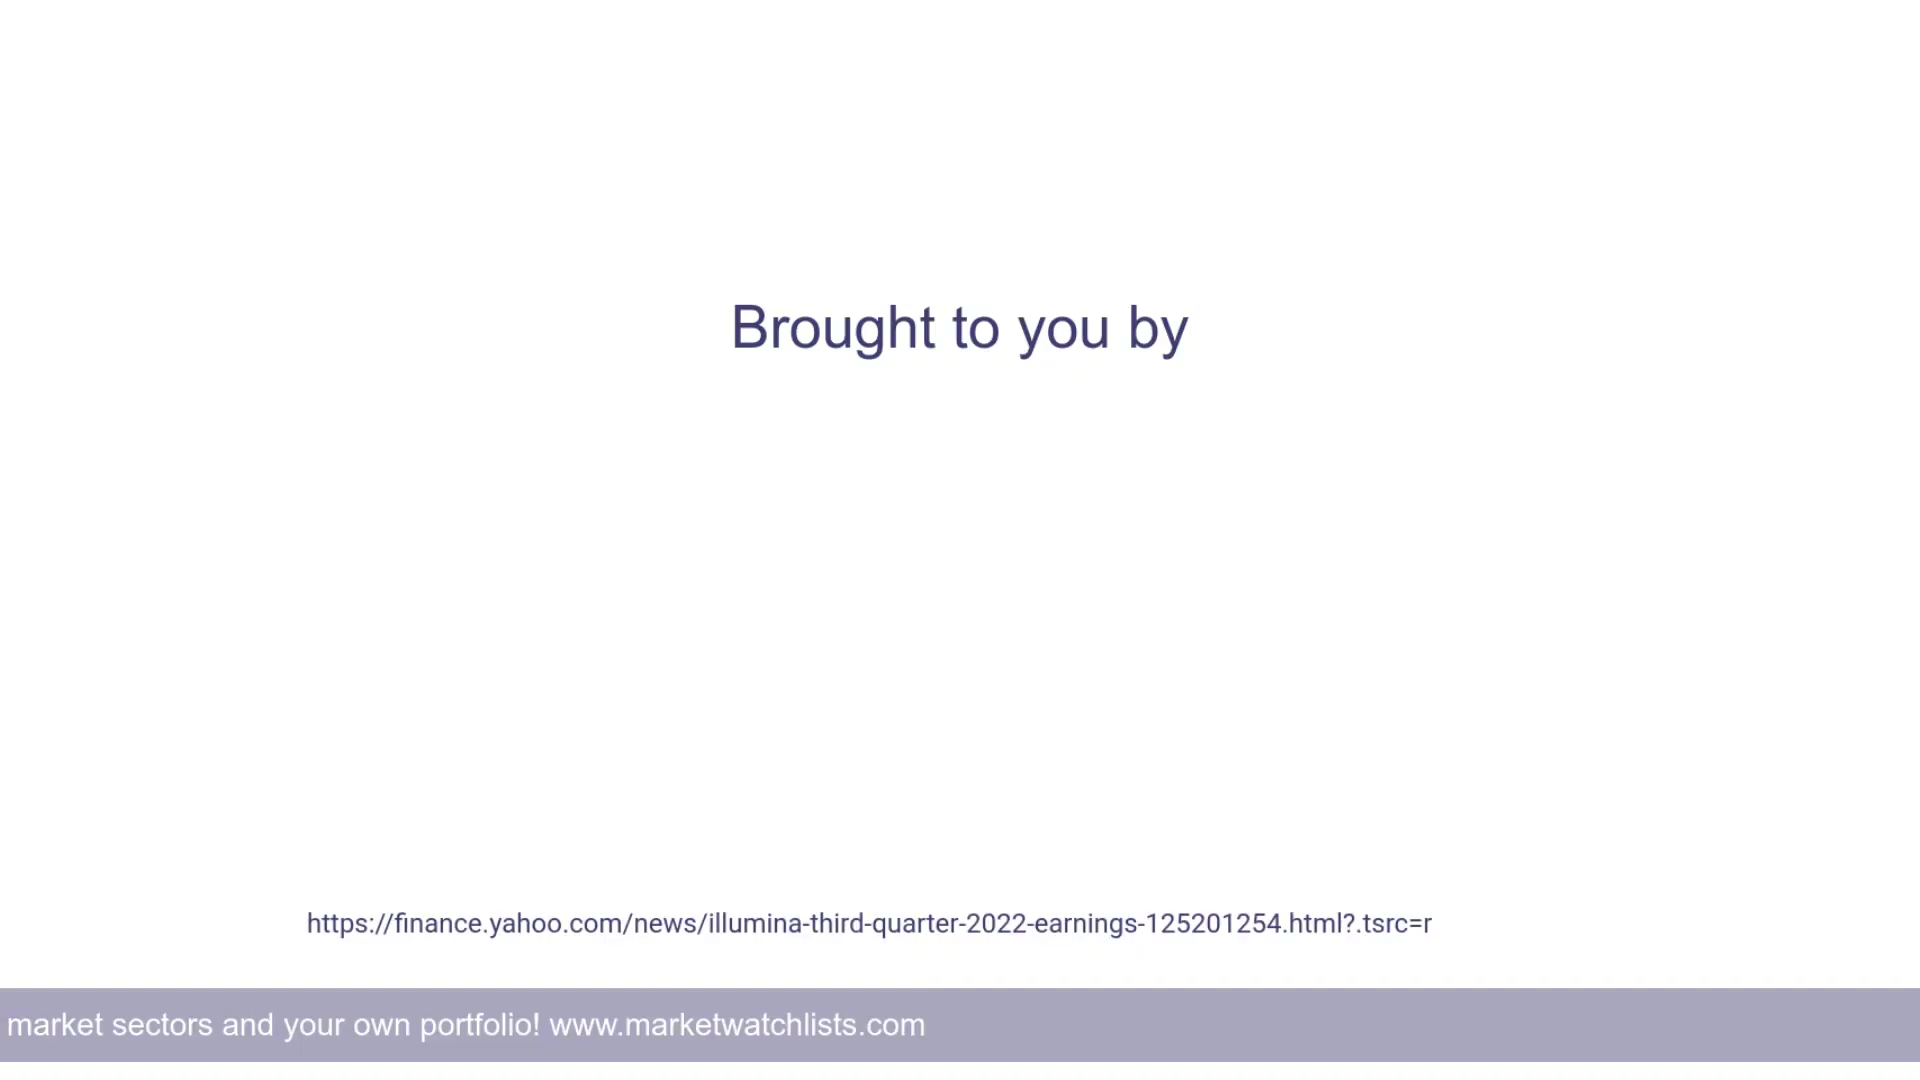 Brought to you by
https://finance.yahoo.com/news/illumina-third-quarter-2022-earnings-125201254.html?.tsrc=r
market sectors and your own portfolio! www.marketwatchlists.com